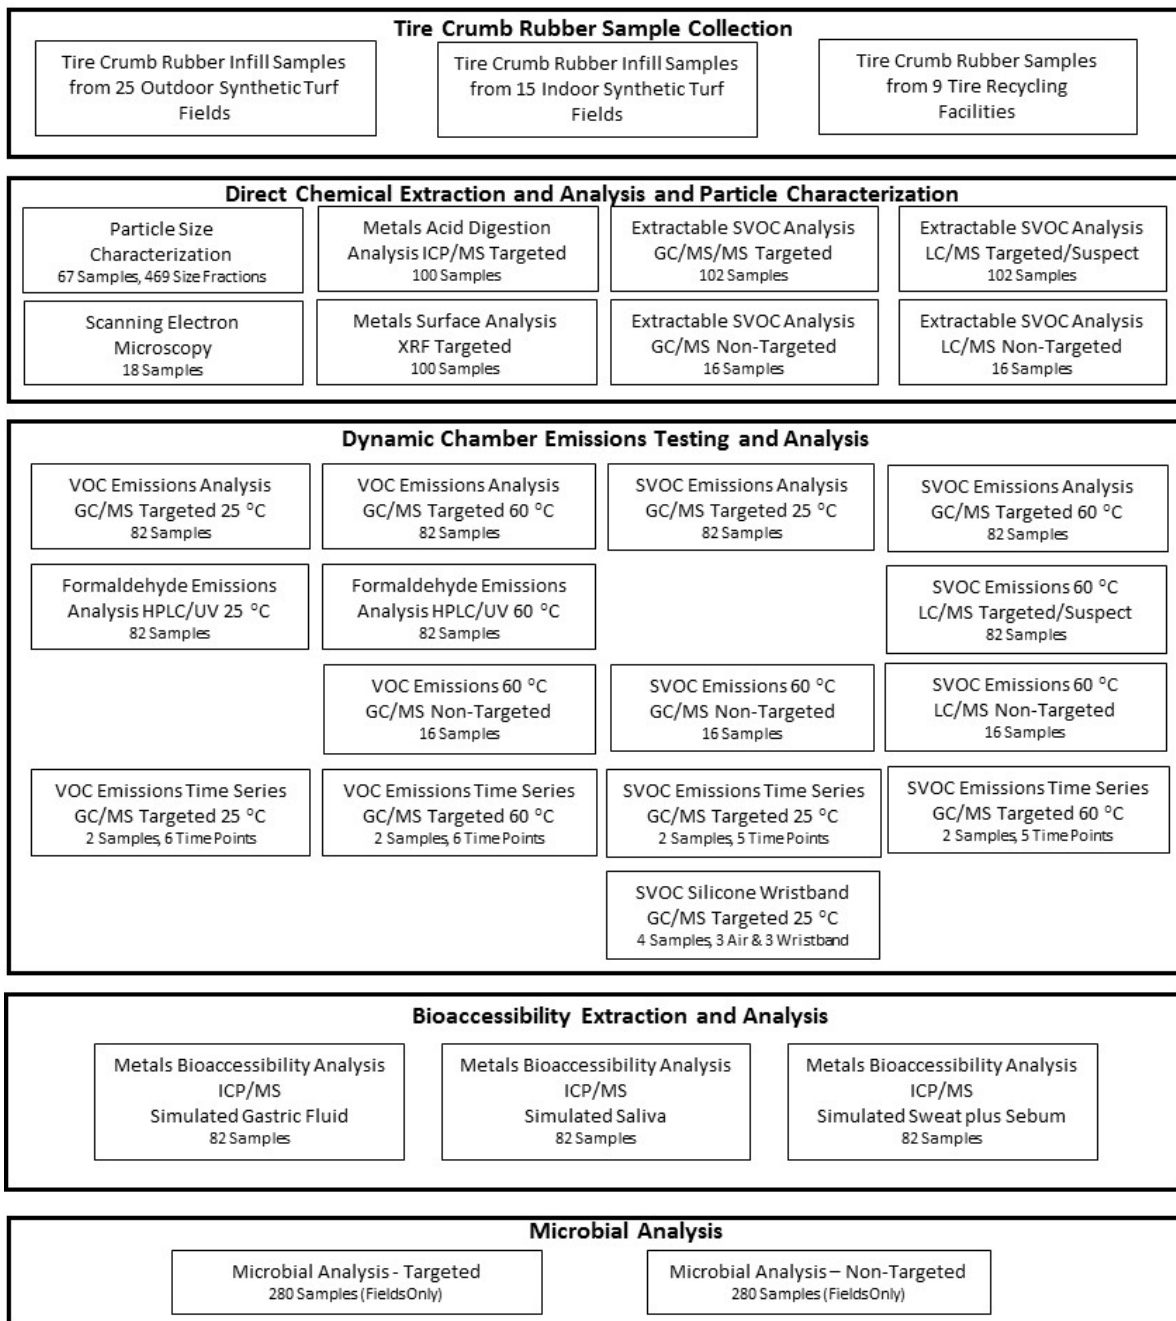 Tire Crumb Rubber Sample Collection
Tire Crumb Rubber Infill Samples
from 25 Outdoor Synthetic Turf
Fields
Tire Crumb Rubber Infill Samples
from 15 Indoor Synthetic Turf
Fields
Tire Crumb Rubber Samples
from 9 Tire Recycling
Facilities
Direct Chemical Extraction and Analysis and Particle Characterization
Particle Size
Characterization
67 Samples, 469 Size Fractions
Metals Acid Digestion
Analysis ICP/MS Targeted
100 Samples
Extractable SVOC Analysis
GC/MS/MS Targeted
102 Samples
Extractable SVOC Analysis
LC/MS Targeted/Suspect
102 Samples
Scanning Electron
Microscopy
18 Samples
Metals Surface Analysis
XRF Targeted
100 Samples
Extractable SVOC Analysis
GC/MS Non-Targeted
16 Samples
Extractable SVOC Analysis
LC/MS Non-Targeted
16 Samples
Dynamic Chamber Emissions Testing and Analysis
VOC Emissions Analysis
GC/MS Targeted 25 °C
82 Samples
VOC Emissions Analysis
GC/MS Targeted 60 °C
82 Samples
SVOC Emissions Analysis
GC/MS Targeted 25 °C
82 Samples
SVOC Emissions Analysis
GC/MS Targeted 60 °C
82 Samples
Formaldehyde Emissions
Analysis HPLC/UV 25 °C
82 Samples
Formaldehyde Emissions
Analysis HPLC/UV 60 °C
82 Samples
SVOC Emissions 60 °C
LC/MS Targeted/Suspect
82 Samples
VOC Emissions 60 °C
GC/MS Non-Targeted
16 Samples
SVOC Emissions 60 °C
GC/MS Non-Targeted
16 Samples
SVOC Emissions 60 °C
LC/MS Non-Targeted
16 Samples
VOC Emissions Time Series
GC/MS Targeted 25 °C
2 Samples, 6 Time Points
VOC Emissions Time Series
GC/MS Targeted 60 °C
2 Samples, 6 Time Points
SVOC Emissions Time Series
GC/MS Targeted 25 °C
2 Samples, 5 Time Points
SVOC Emissions Time Series
GC/MS Targeted 60 °C
2 Samples, 5 Time Points
SVOC Silicone Wristband
GC/MS Targeted 25 °C
4 Samples, 3 Air & 3 Wristband
Bioaccessibility Extraction and Analysis
Metals Bioaccessibility Analysis
ICP/MS
Simulated Gastric Fluid
82 Samples
Metals Bioaccessibility Analysis
ICP/MS
Simulated Saliva
82 Samples
Metals Bioaccessibility Analysis
ICP/MS
Simulated Sweat plus Sebum
82 Samples
Microbial Analysis
Microbial Analysis - Targeted
280 Samples (Fields Only)
Microbial Analysis – Non-Targeted
280 Samples (Fields Only)